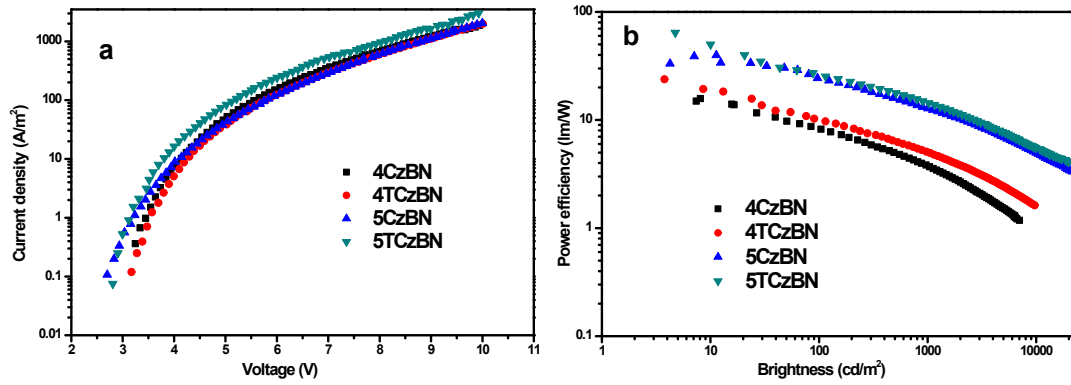 a
Current density (A/m²)
1000
100
10
1
0.1
0.01
2 3 4 5 6 7 8 9 10 11
Voltage (V)
4CzBN
4TCzBN
5CzBN
5TCzBN
b
Power efficiency (lm/W)
100
10
1
0.1
1 10 100 1000 10000
Brightness (cd/m²)
4CzBN
4TCzBN
5CzBN
5TCzBN